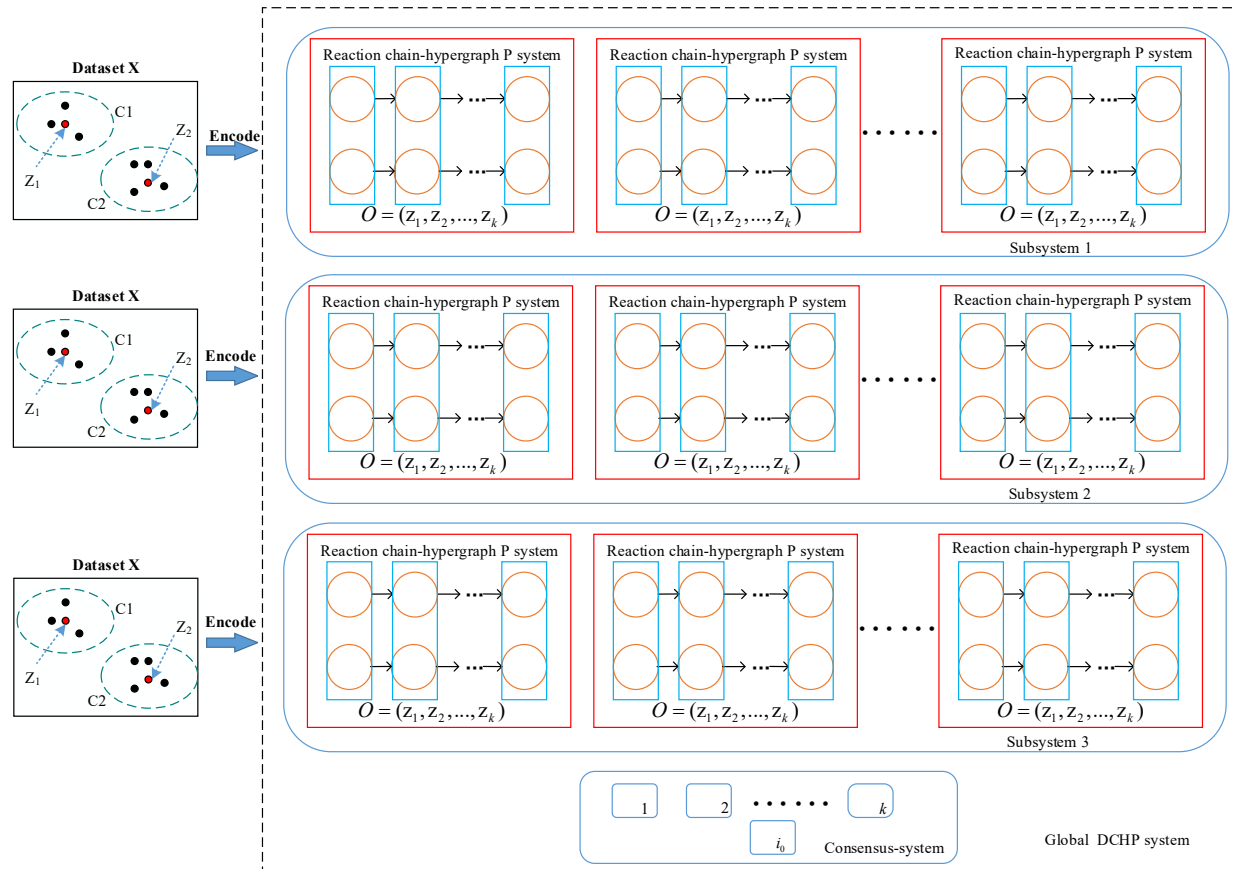 Dataset X
C1
Z₂
Z₁
C2
Encode
Reaction chain-hypergraph P system
...
...
O = (z₁, z₂, ..., zₖ)
Reaction chain-hypergraph P system
...
...
O = (z₁, z₂, ..., zₖ)
......
Reaction chain-hypergraph P system
...
...
O = (z₁, z₂, ..., zₖ)
Subsystem 1
Dataset X
C1
Z₂
Z₁
C2
Encode
Reaction chain-hypergraph P system
...
...
O = (z₁, z₂, ..., zₖ)
Reaction chain-hypergraph P system
...
...
O = (z₁, z₂, ..., zₖ)
......
Reaction chain-hypergraph P system
...
...
O = (z₁, z₂, ..., zₖ)
Subsystem 2
Dataset X
C1
Z₂
Z₁
C2
Encode
Reaction chain-hypergraph P system
...
...
O = (z₁, z₂, ..., zₖ)
Reaction chain-hypergraph P system
...
...
O = (z₁, z₂, ..., zₖ)
......
Reaction chain-hypergraph P system
...
...
O = (z₁, z₂, ..., zₖ)
Subsystem 3
1
2
......
k
i₀
Consensus-system
Global DCHP system